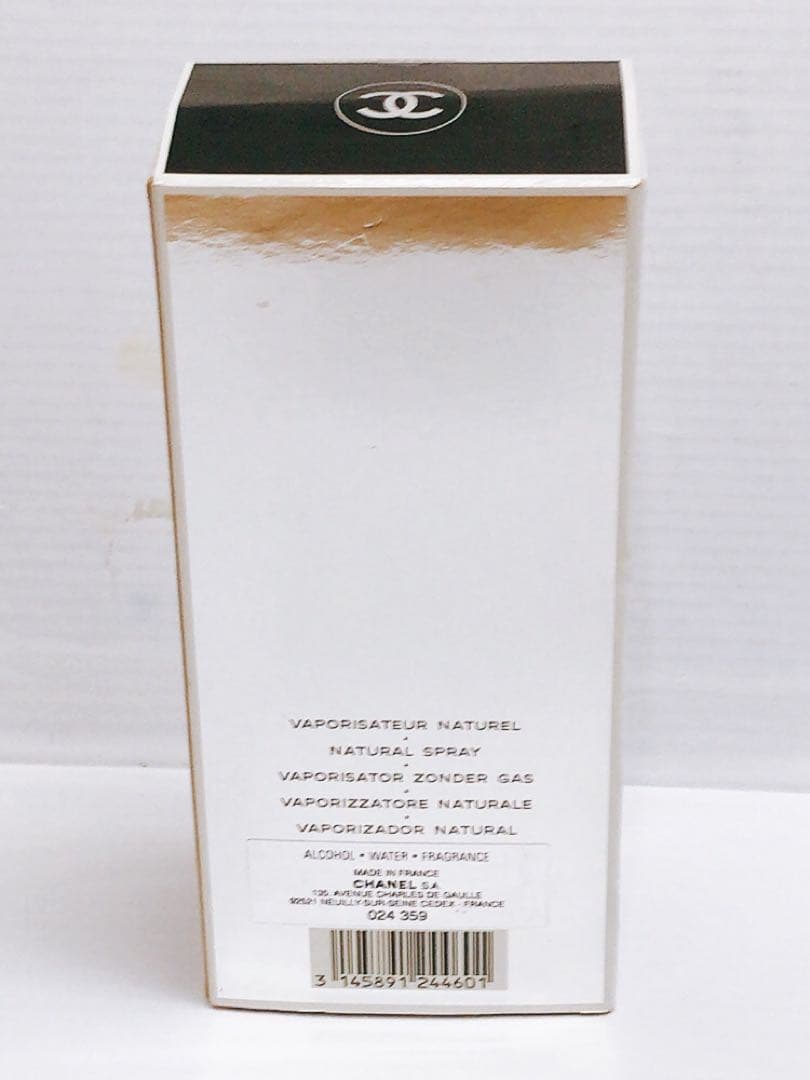 VAPORISATEUR NATUREL
NATURAL SPRAY
VAPORISATOR ZONDER GAS
VAPORIZZATORE NATURALE
VAPORIZADOR NATURAL
ALCOHOL • WATER • FRAGRANCE
MADE IN FRANCE
CHANEL S.A.
135, AVENUE CHARLES DE GAULLE
92521 NEUILLY-SUR-SEINE CEDEX - FRANCE
024 359
3 145891 244601